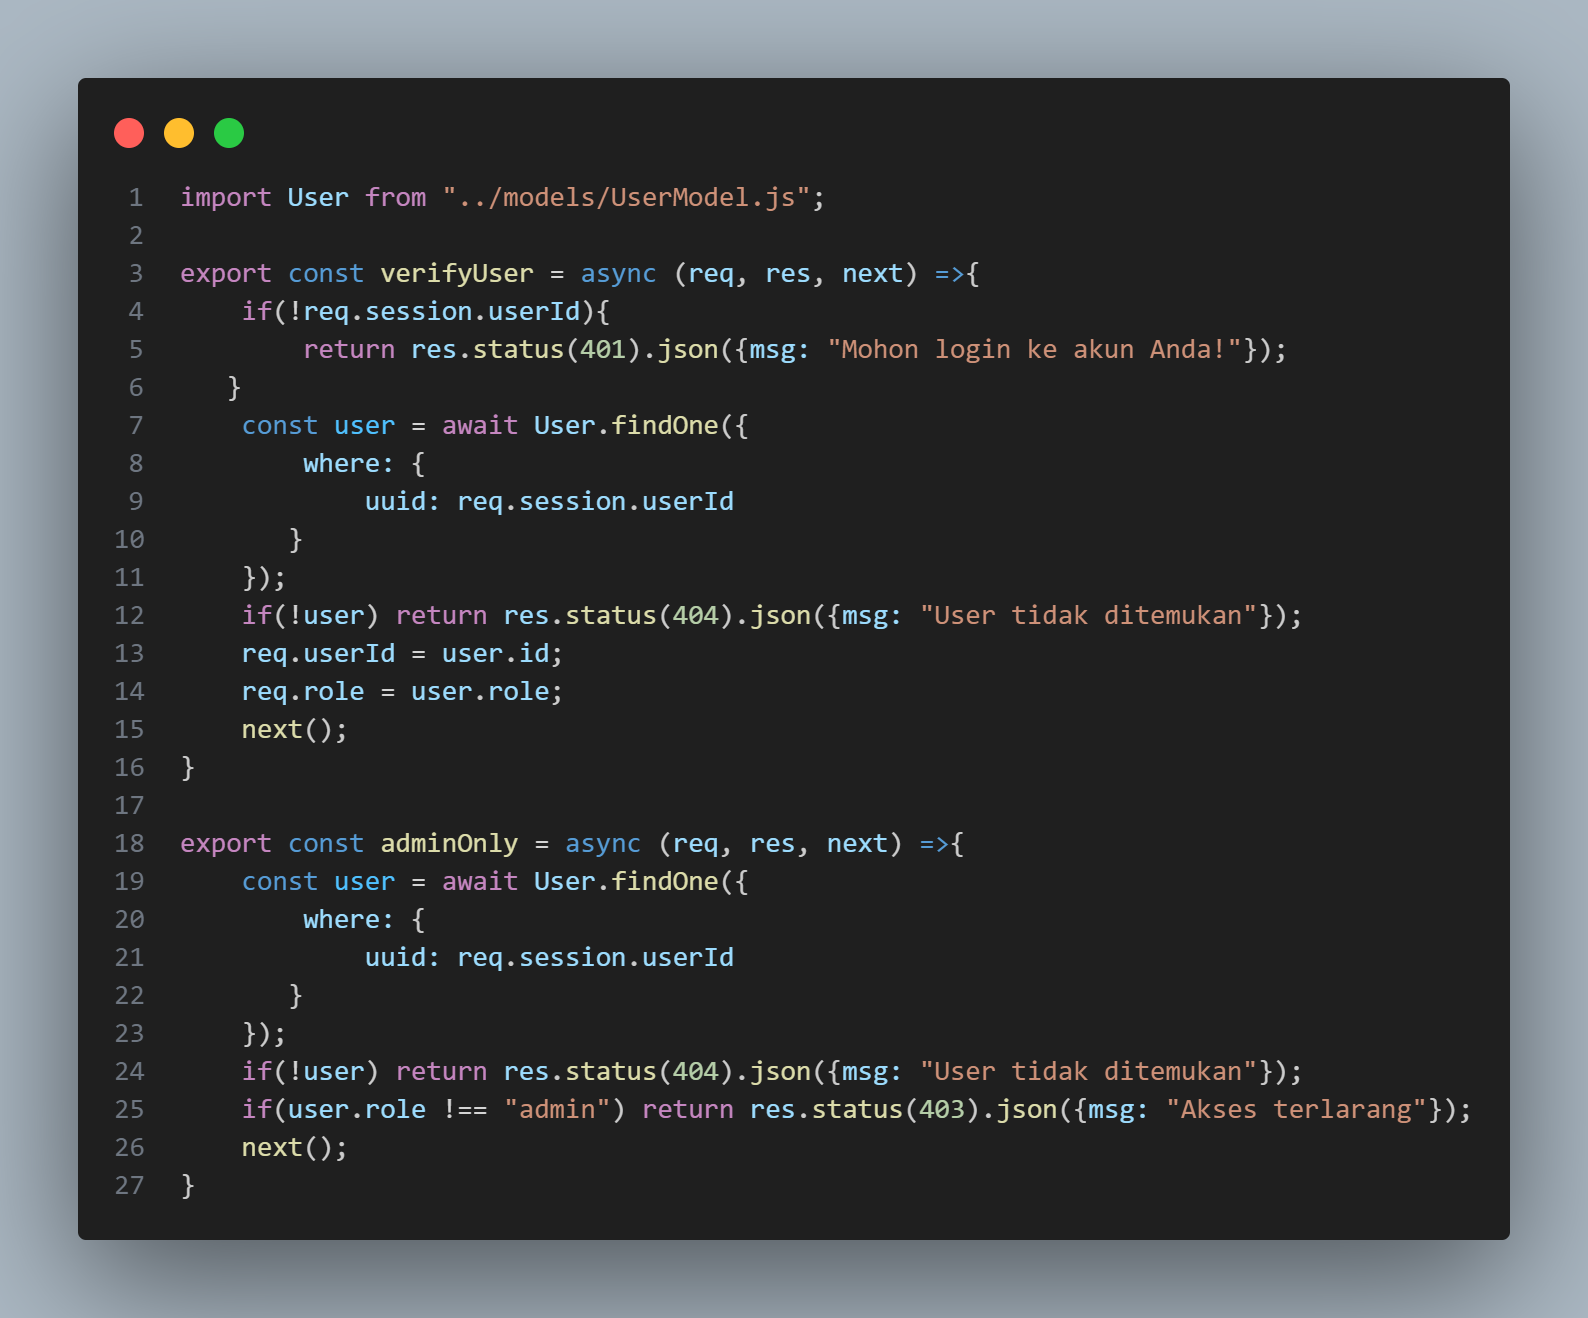 1 import User from "../models/UserModel.js";
2
3 export const verifyUser = async (req, res, next) =>{
4     if(!req.session.userId){
5         return res.status(401).json({msg: "Mohon login ke akun Anda!"});
6    }
7     const user = await User.findOne({
8         where: {
9             uuid: req.session.userId
10        }
11     });
12     if(!user) return res.status(404).json({msg: "User tidak ditemukan"});
13     req.userId = user.id;
14     req.role = user.role;
15     next();
16 }
17
18 export const adminOnly = async (req, res, next) =>{
19     const user = await User.findOne({
20         where: {
21             uuid: req.session.userId
22        }
23     });
24     if(!user) return res.status(404).json({msg: "User tidak ditemukan"});
25     if(user.role !== "admin") return res.status(403).json({msg: "Akses terlarang"});
26     next();
27 }